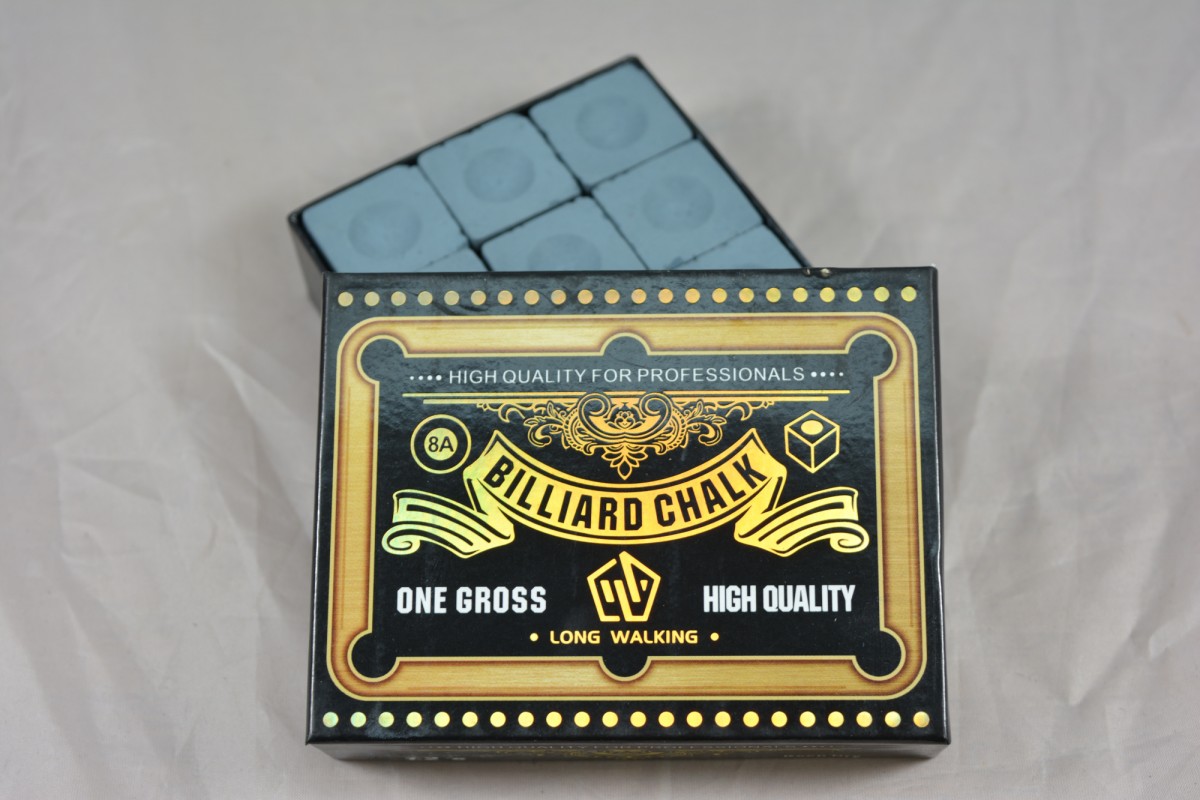 HIGH QUALITY FOR PROFESSIONALS
8A
BILLIARD CHALK
ONE GROSS
HIGH QUALITY
• LONG WALKING •